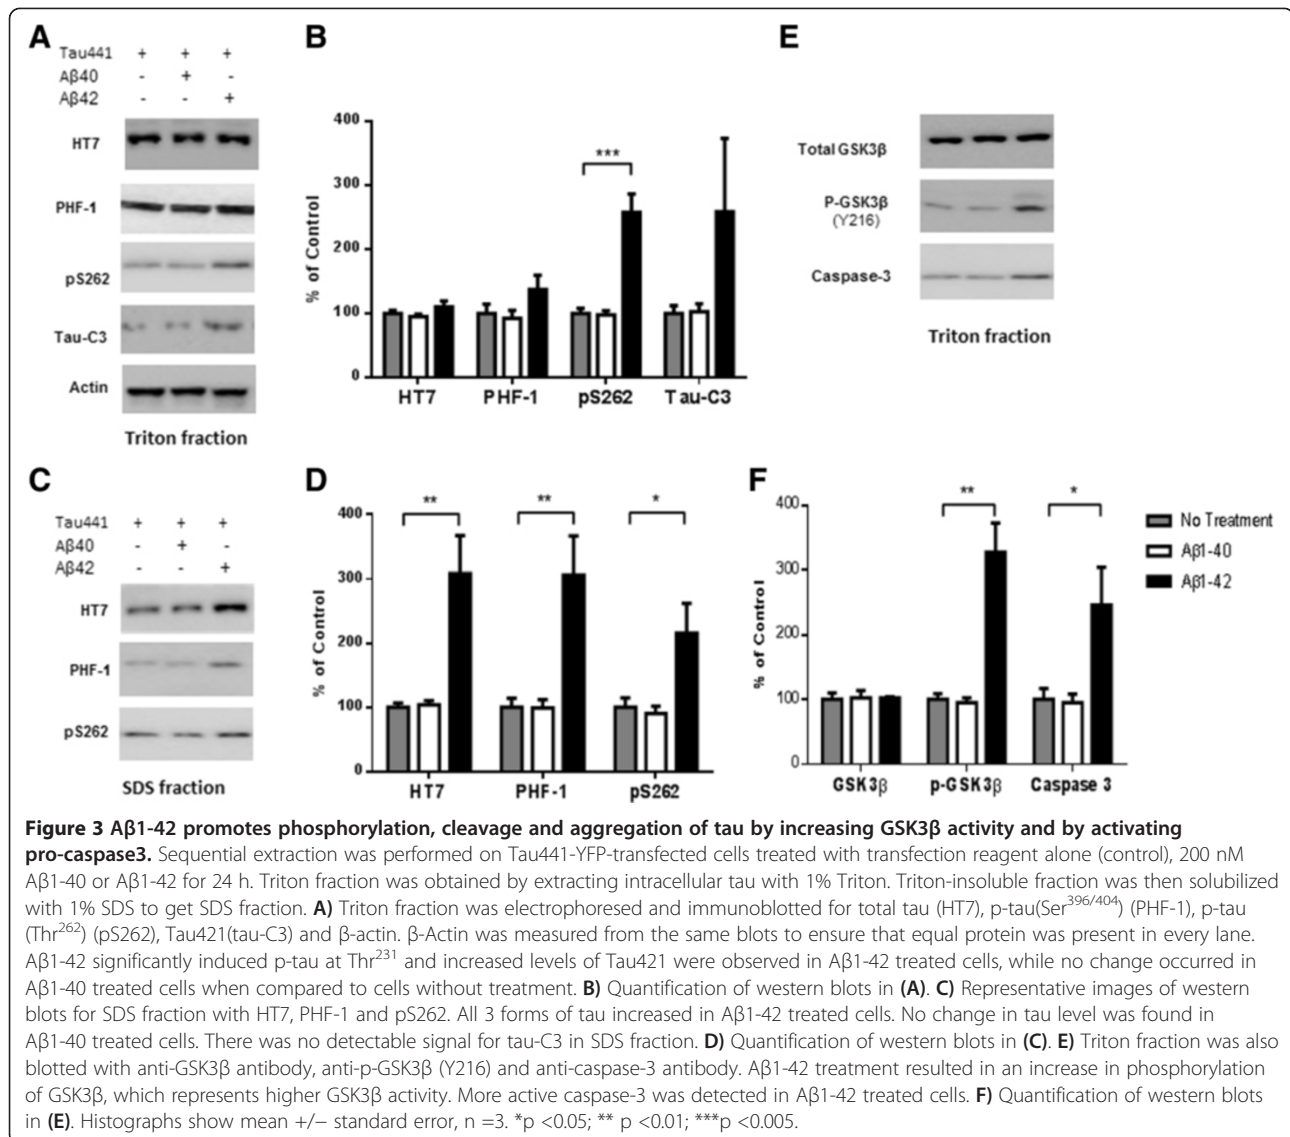 A
Tau441 + + +
Aβ40 - + -
Aβ42 - - +
HT7
PHF-1
pS262
Tau-C3
Actin
Triton fraction
B
% of Control
400
300
200
100
0
***
HT7 PHF-1 pS262 Tau-C3
E
Total GSK3β
P-GSK3β
(Y216)
Caspase-3
Triton fraction
C
Tau441 + + +
Aβ40 - + -
Aβ42 - - +
HT7
PHF-1
pS262
SDS fraction
D
% of Control
400
300
200
100
0
** ** *
HT7 PHF-1 pS262
F
% of Control
400
300
200
100
0
** *
GSK3β p-GSK3β Caspase 3
No Treatment
Aβ1-40
Aβ1-42
Figure 3 Aβ1-42 promotes phosphorylation, cleavage and aggregation of tau by increasing GSK3β activity and by activating
pro-caspase3. Sequential extraction was performed on Tau441-YFP-transfected cells treated with transfection reagent alone (control), 200 nM
Aβ1-40 or Aβ1-42 for 24 h. Triton fraction was obtained by extracting intracellular tau with 1% Triton. Triton-insoluble fraction was then solubilized
with 1% SDS to get SDS fraction. A) Triton fraction was electrophoresed and immunoblotted for total tau (HT7), p-tau(Ser396/404) (PHF-1), p-tau
(Thr262) (pS262), Tau421(tau-C3) and β-actin. β-Actin was measured from the same blots to ensure that equal protein was present in every lane.
Aβ1-42 significantly induced p-tau at Thr231 and increased levels of Tau421 were observed in Aβ1-42 treated cells, while no change occurred in
Aβ1-40 treated cells when compared to cells without treatment. B) Quantification of western blots in (A). C) Representative images of western
blots for SDS fraction with HT7, PHF-1 and pS262. All 3 forms of tau increased in Aβ1-42 treated cells. No change in tau level was found in
Aβ1-40 treated cells. There was no detectable signal for tau-C3 in SDS fraction. D) Quantification of western blots in (C). E) Triton fraction was also
blotted with anti-GSK3β antibody, anti-p-GSK3β (Y216) and anti-caspase-3 antibody. Aβ1-42 treatment resulted in an increase in phosphorylation
of GSK3β, which represents higher GSK3β activity. More active caspase-3 was detected in Aβ1-42 treated cells. F) Quantification of western blots
in (E). Histographs show mean +/− standard error, n =3. *p <0.05; ** p <0.01; ***p <0.005.